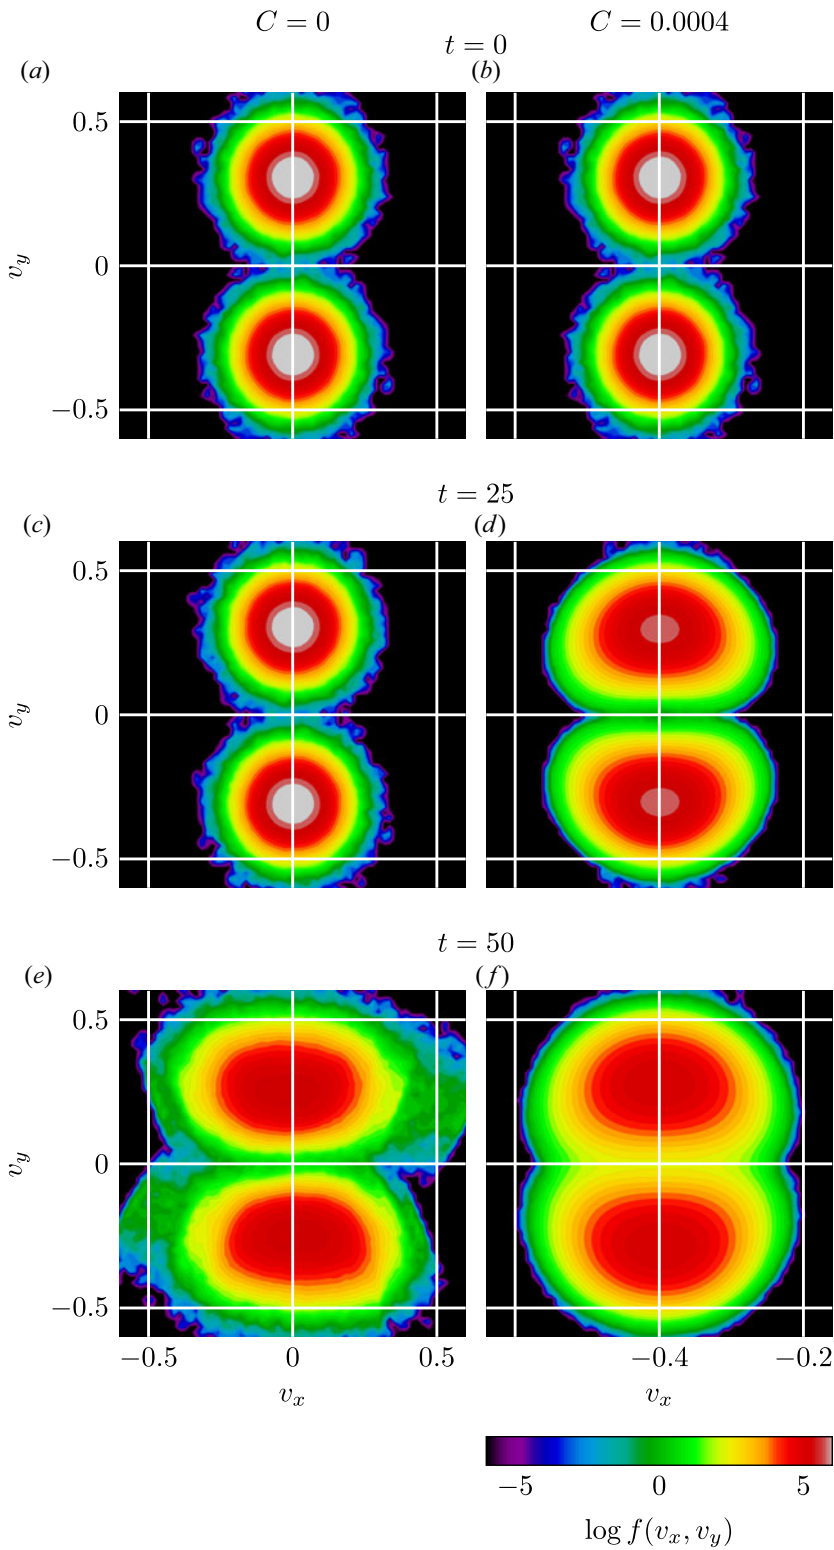 C = 0
C = 0.0004
t = 0
(a)
(b)
0.5
v_y
0
−0.5
t = 25
(c)
(d)
0.5
v_y
0
−0.5
t = 50
(e)
(f)
0.5
v_y
0
−0.5
−0.5 0 0.5 −0.4 −0.2
v_x v_x
−5 0 5
log f(v_x, v_y)